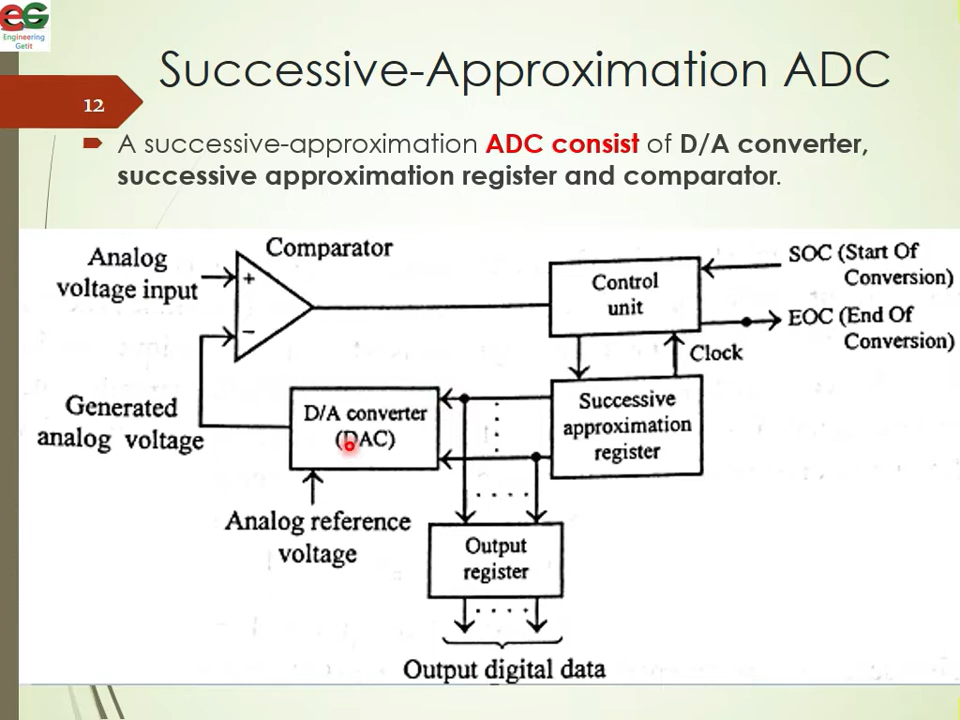 EG
Engineering
Getit
Successive-Approximation ADC
12
A successive-approximation ADC consist of D/A converter,
successive approximation register and comparator.
Comparator
Analog
voltage input
+
−
Control
unit
SOC (Start Of
Conversion)
EOC (End Of
Conversion)
Clock
Generated
analog voltage
D/A converter
(DAC)
Successive
approximation
register
Analog reference
voltage
Output
register
Output digital data